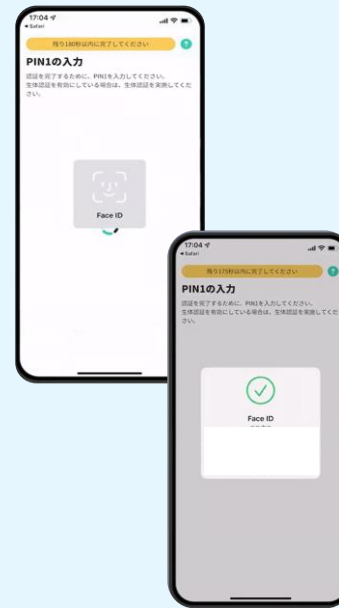 17:04
◀ Safari
残り180秒以内に完了してください
?
PIN1の入力
認証を完了するために、PIN1を入力してください。
生体認証を有効にしている場合は、生体認証を実施してくだ
さい。
Face ID
17:04
◀ Safari
残り175秒以内に完了してください
?
PIN1の入力
認証を完了するために、PIN1を入力してください。
生体認証を有効にしている場合は、生体認証を実施してくだ
さい。
Face ID